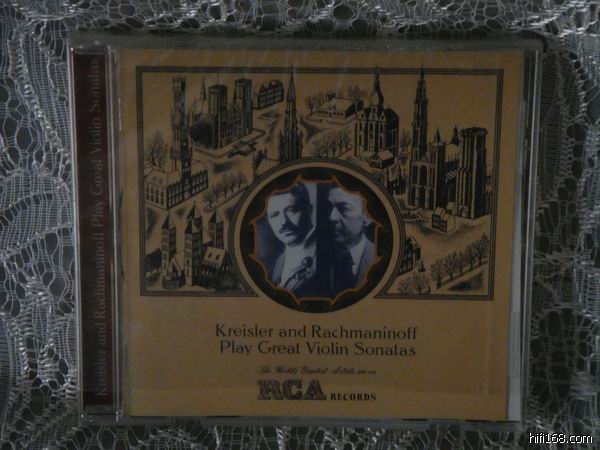 Kreisler and Rachmaninoff Play Great Violin Sonatas
Kreisler and Rachmaninoff
Play Great Violin Sonatas
The World's Greatest Artists are on
RCA RECORDS
hifi168.com